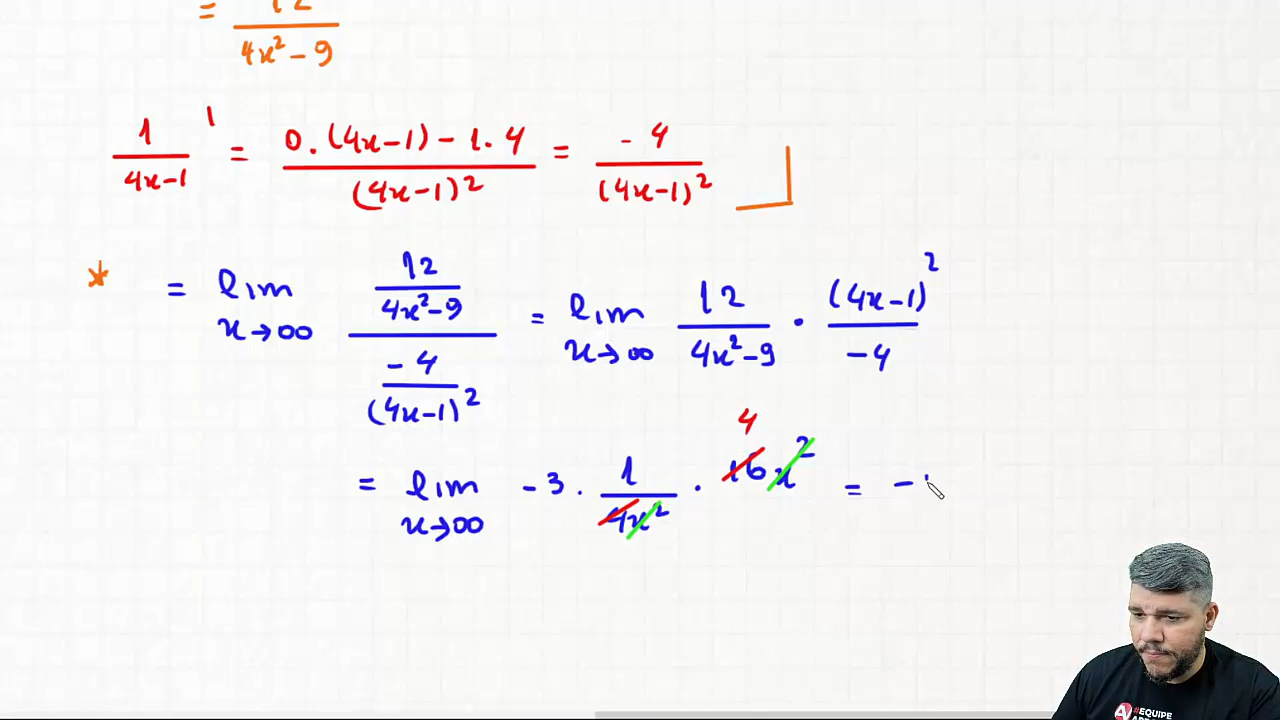 = 12 / 4x² - 9
1 / 4x-1 ' = 0.(4x-1) - 1.4 / (4x-1)² = -4 / (4x-1)²
* = lim x→∞ 12 / 4x²-9 / -4 / (4x-1)² = lim x→∞ 12 / 4x²-9 · (4x-1)² / -4
4
= lim x→∞ -3 · 1 / 4x² · 16x² = -
#EQUIPE